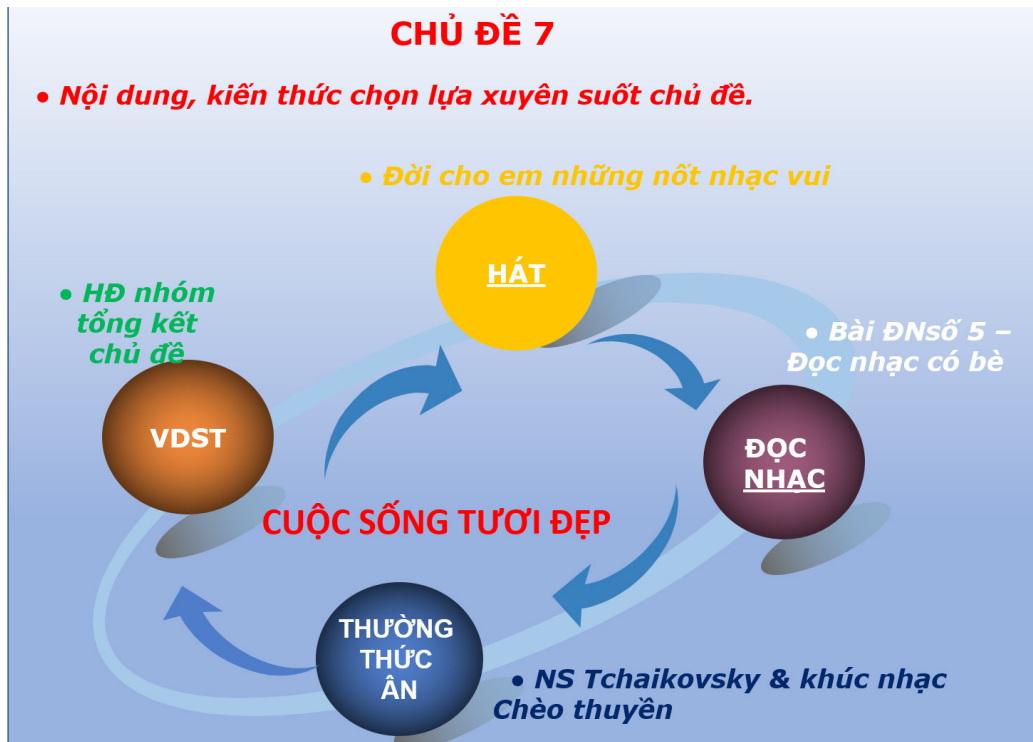 CHỦ ĐỀ 7
• Nội dung, kiến thức chọn lựa xuyên suốt chủ đề.
• Đời cho em những nốt nhạc vui
HÁT
• HĐ nhóm
tổng kết
chủ đề
• Bài ĐNsố 5 –
Đọc nhạc có bè
VDST
ĐỌC
NHẠC
CUỘC SỐNG TƯƠI ĐẸP
THƯỜNG
THỨC
ÂN
• NS Tchaikovsky & khúc nhạc
Chèo thuyền